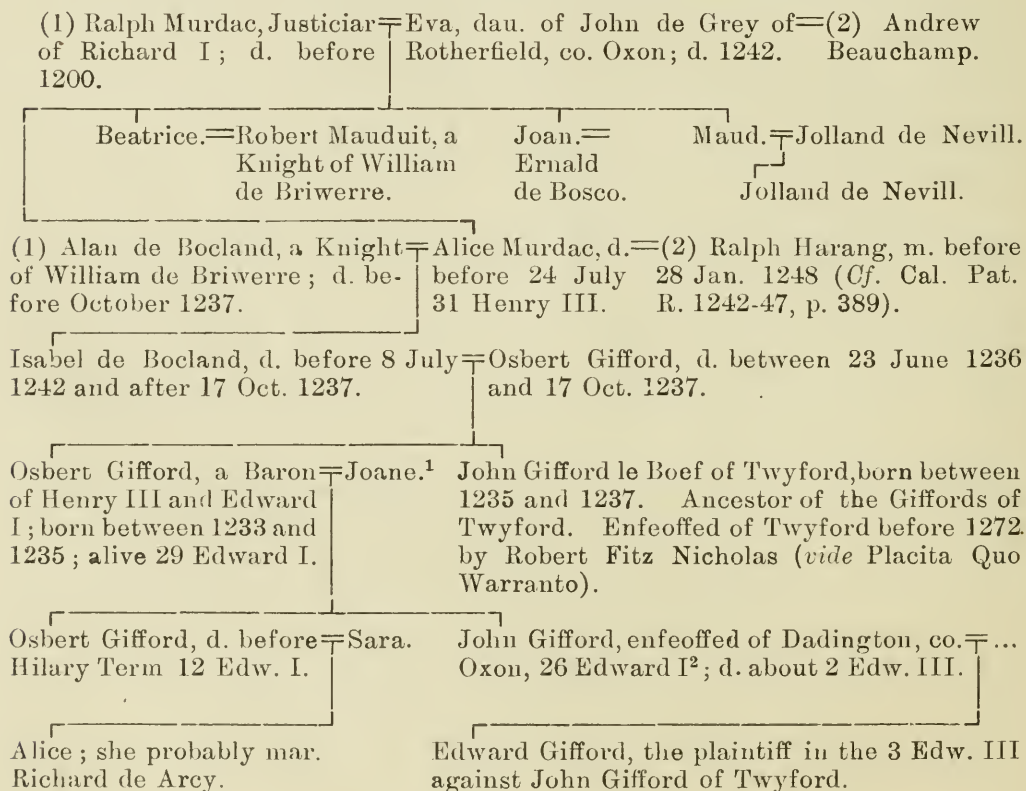 (1) Ralph Murdac, Justiciar = Eva, dau. of John de Grey of = (2) Andrew
of Richard I; d. before Rotherfield, co. Oxon; d. 1242. Beauchamp.
1200.
Beatrice. = Robert Mauduit, a Joan. = Maud. = Jolland de Nevill.
Knight of William Ernald
de Briwerre. de Bosco. Jolland de Nevill.
(1) Alan de Bocland, a Knight = Alice Murdac, d. = (2) Ralph Harang, m. before
of William de Briwerre; d. be- before 24 July 28 Jan. 1248 (Cf. Cal. Pat.
fore October 1237. 31 Henry III. R. 1242-47, p. 389).
Isabel de Bocland, d. before 8 July = Osbert Gifford, d. between 23 June 1236
1242 and after 17 Oct. 1237. and 17 Oct. 1237.
Osbert Gifford, a Baron = Joane.¹ John Gifford le Boef of Twyford, born between
of Henry III and Edward 1235 and 1237. Ancestor of the Giffords of
I; born between 1233 and Twyford. Enfeoffed of Twyford before 1272
1235; alive 29 Edward I. by Robert Fitz Nicholas (vide Placita Quo
Warranto).
Osbert Gifford, d. before = Sara. John Gifford, enfeoffed of Dadington, co. = ...
Hilary Term 12 Edw. I. Oxon, 26 Edward I²; d. about 2 Edw. III.
Alice; she probably mar. Edward Gifford, the plaintiff in the 3 Edw. III
Richard de Arcy. against John Gifford of Twyford.